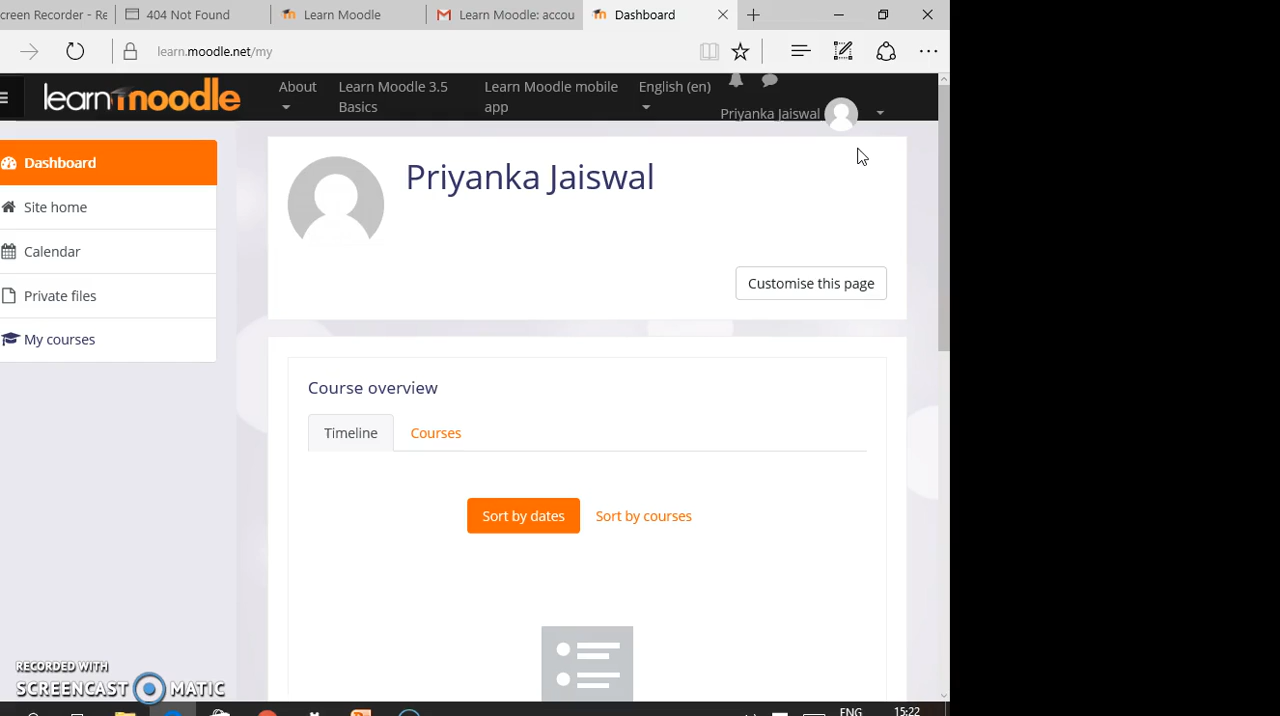 creen Recorder - Re
404 Not Found
Learn Moodle
Learn Moodle: accou
Dashboard
learn.moodle.net/my
learn moodle
About
Learn Moodle 3.5
Basics
Learn Moodle mobile
app
English (en)
Priyanka Jaiswal
Dashboard
Site home
Calendar
Private files
My courses
Priyanka Jaiswal
Customise this page
Course overview
Timeline
Courses
Sort by dates
Sort by courses
RECORDED WITH
SCREENCAST MATIC
ENG
15:22